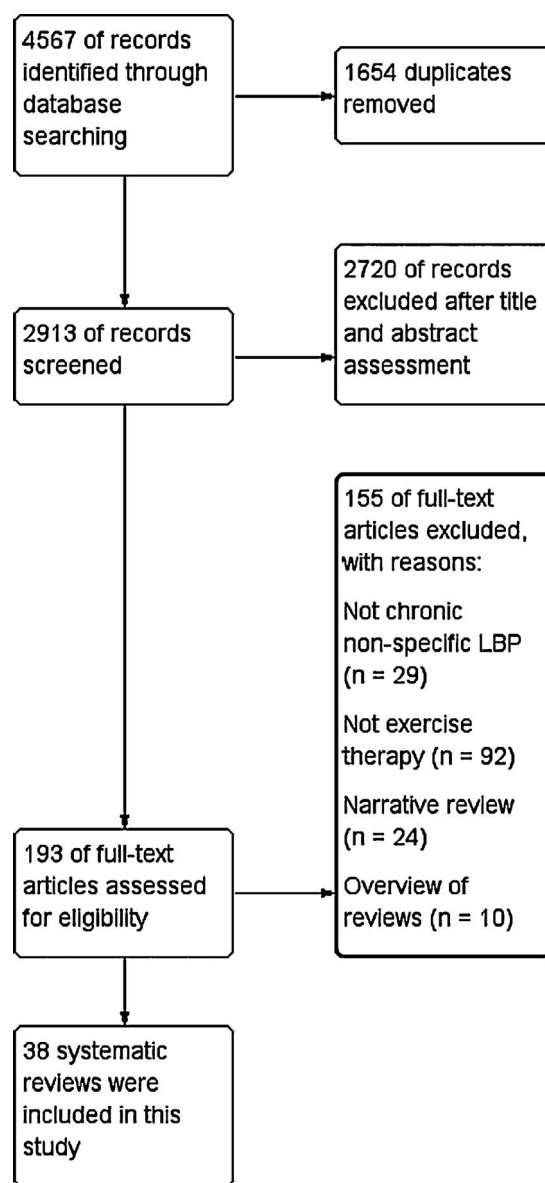 4567 of records
identified through
database
searching
1654 duplicates
removed
2913 of records
screened
2720 of records
excluded after title
and abstract
assessment
193 of full-text
articles assessed
for eligibility
155 of full-text
articles excluded,
with reasons:
Not chronic
non-specific LBP
(n = 29)
Not exercise
therapy (n = 92)
Narrative review
(n = 24)
Overview of
reviews (n = 10)
38 systematic
reviews were
included in this
study